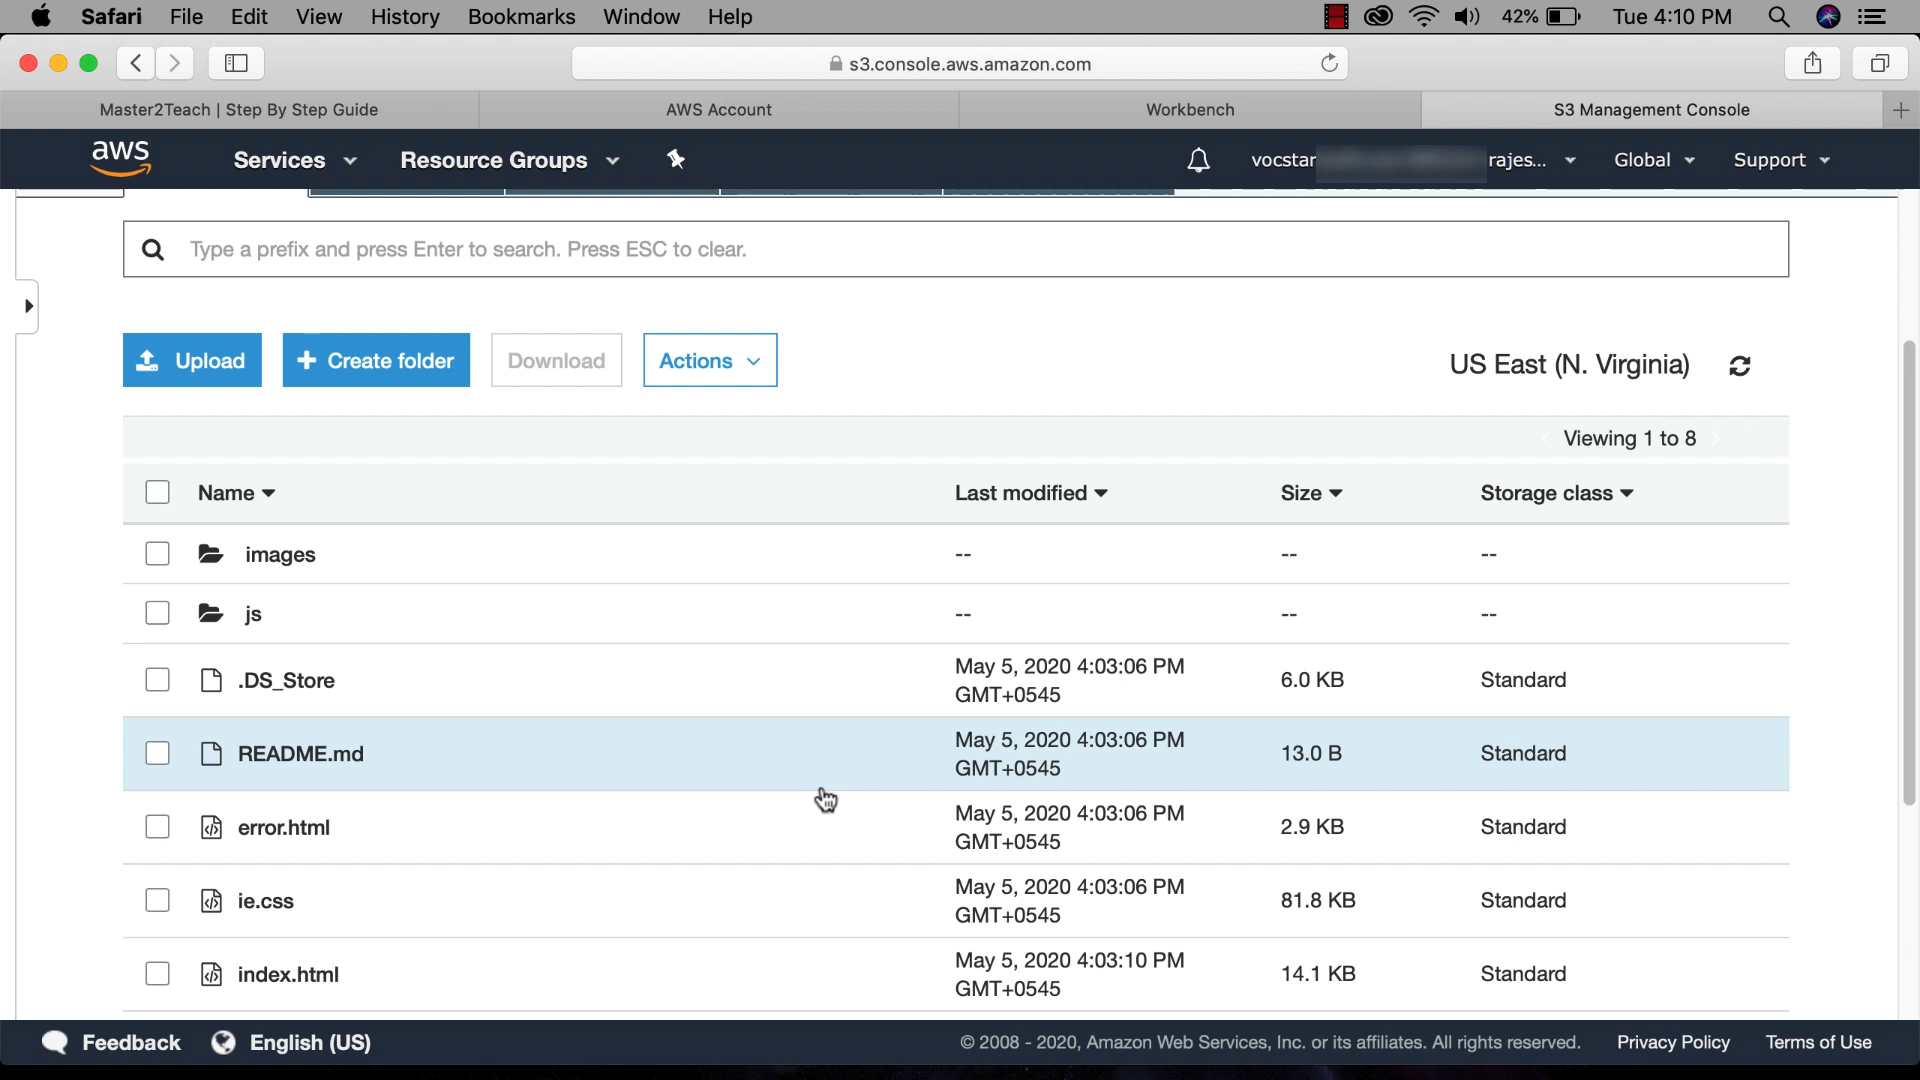 Safari File Edit View History Bookmarks Window Help 42% Tue 4:10 PM
s3.console.aws.amazon.com
Master2Teach | Step By Step Guide AWS Account Workbench S3 Management Console
aws Services Resource Groups vocstar rajes... Global Support
Type a prefix and press Enter to search. Press ESC to clear.
Upload Create folder Download Actions US East (N. Virginia)
Viewing 1 to 8
Name Last modified Size Storage class
images -- -- --
js -- -- --
.DS_Store May 5, 2020 4:03:06 PM 6.0 KB Standard
GMT+0545
README.md May 5, 2020 4:03:06 PM 13.0 B Standard
GMT+0545
error.html May 5, 2020 4:03:06 PM 2.9 KB Standard
GMT+0545
ie.css May 5, 2020 4:03:06 PM 81.8 KB Standard
GMT+0545
index.html May 5, 2020 4:03:10 PM 14.1 KB Standard
GMT+0545
Feedback English (US) © 2008 - 2020, Amazon Web Services, Inc. or its affiliates. All rights reserved. Privacy Policy Terms of Use